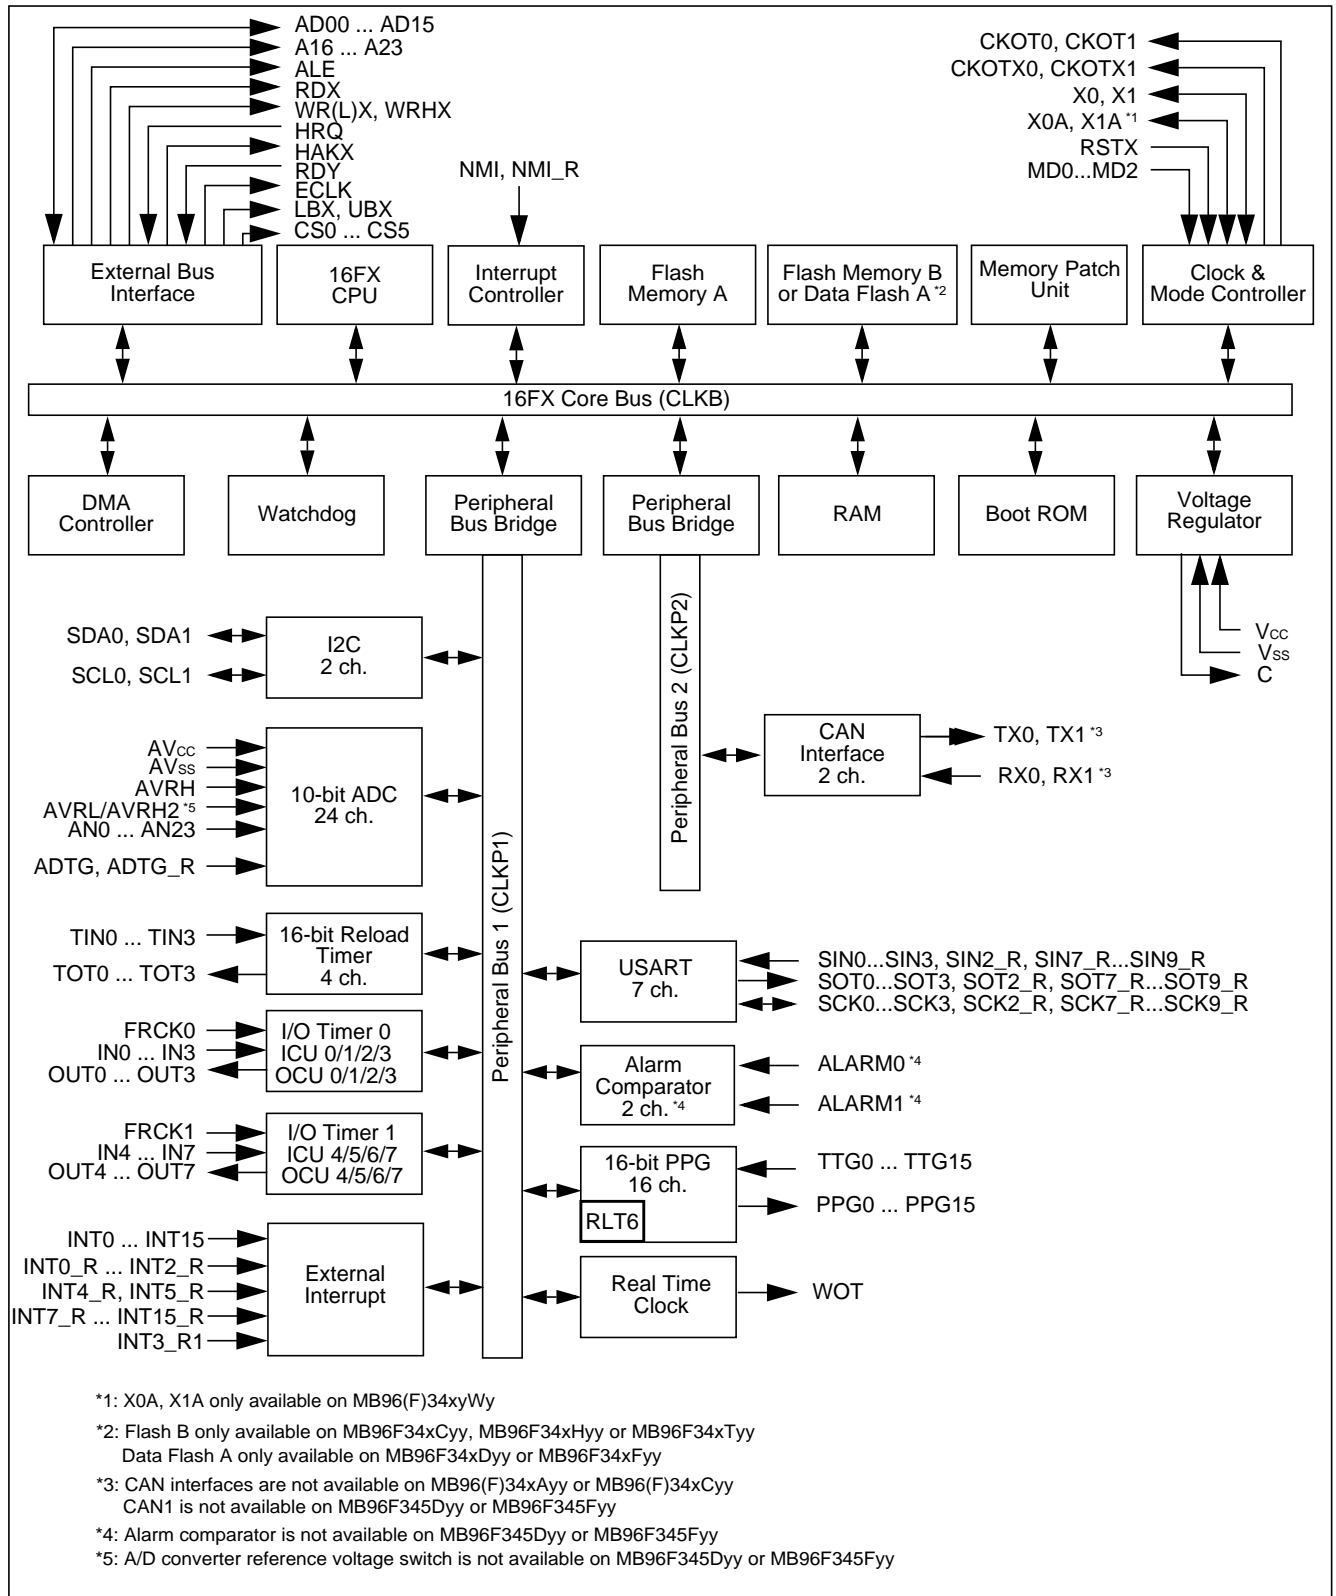 AD00 ... AD15
A16 ... A23
ALE
RDX
WR(L)X, WRHX
HRQ
HAKX
RDY
ECLK
LBX, UBX
CS0 ... CS5
NMI, NMI_R
CKOT0, CKOT1
CKOTX0, CKOTX1
X0, X1
X0A, X1A *1
RSTX
MD0...MD2
External Bus
Interface
16FX
CPU
Interrupt
Controller
Flash
Memory A
Flash Memory B
or Data Flash A *2
Memory Patch
Unit
Clock &
Mode Controller
16FX Core Bus (CLKB)
DMA
Controller
Watchdog
Peripheral
Bus Bridge
Peripheral
Bus Bridge
RAM
Boot ROM
Voltage
Regulator
VCC
VSS
C
Peripheral Bus 1 (CLKP1)
Peripheral Bus 2 (CLKP2)
SDA0, SDA1
SCL0, SCL1
I2C
2 ch.
AVCC
AVSS
AVRH
AVRL/AVRH2 *5
AN0 ... AN23
ADTG, ADTG_R
10-bit ADC
24 ch.
CAN
Interface
2 ch.
TX0, TX1 *3
RX0, RX1 *3
TIN0 ... TIN3
TOT0 ... TOT3
16-bit Reload
Timer
4 ch.
USART
7 ch.
SIN0...SIN3, SIN2_R, SIN7_R...SIN9_R
SOT0...SOT3, SOT2_R, SOT7_R...SOT9_R
SCK0...SCK3, SCK2_R, SCK7_R...SCK9_R
FRCK0
IN0 ... IN3
OUT0 ... OUT3
I/O Timer 0
ICU 0/1/2/3
OCU 0/1/2/3
Alarm
Comparator
2 ch. *4
ALARM0 *4
ALARM1 *4
FRCK1
IN4 ... IN7
OUT4 ... OUT7
I/O Timer 1
ICU 4/5/6/7
OCU 4/5/6/7
16-bit PPG
16 ch.
RLT6
TTG0 ... TTG15
PPG0 ... PPG15
INT0 ... INT15
INT0_R ... INT2_R
INT4_R, INT5_R
INT7_R ... INT15_R
INT3_R1
External
Interrupt
Real Time
Clock
WOT
*1: X0A, X1A only available on MB96(F)34xyWy
*2: Flash B only available on MB96F34xCyy, MB96F34xHyy or MB96F34xTyy
Data Flash A only available on MB96F34xDyy or MB96F34xFyy
*3: CAN interfaces are not available on MB96(F)34xAyy or MB96(F)34xCyy
CAN1 is not available on MB96F345Dyy or MB96F345Fyy
*4: Alarm comparator is not available on MB96F345Dyy or MB96F345Fyy
*5: A/D converter reference voltage switch is not available on MB96F345Dyy or MB96F345Fyy